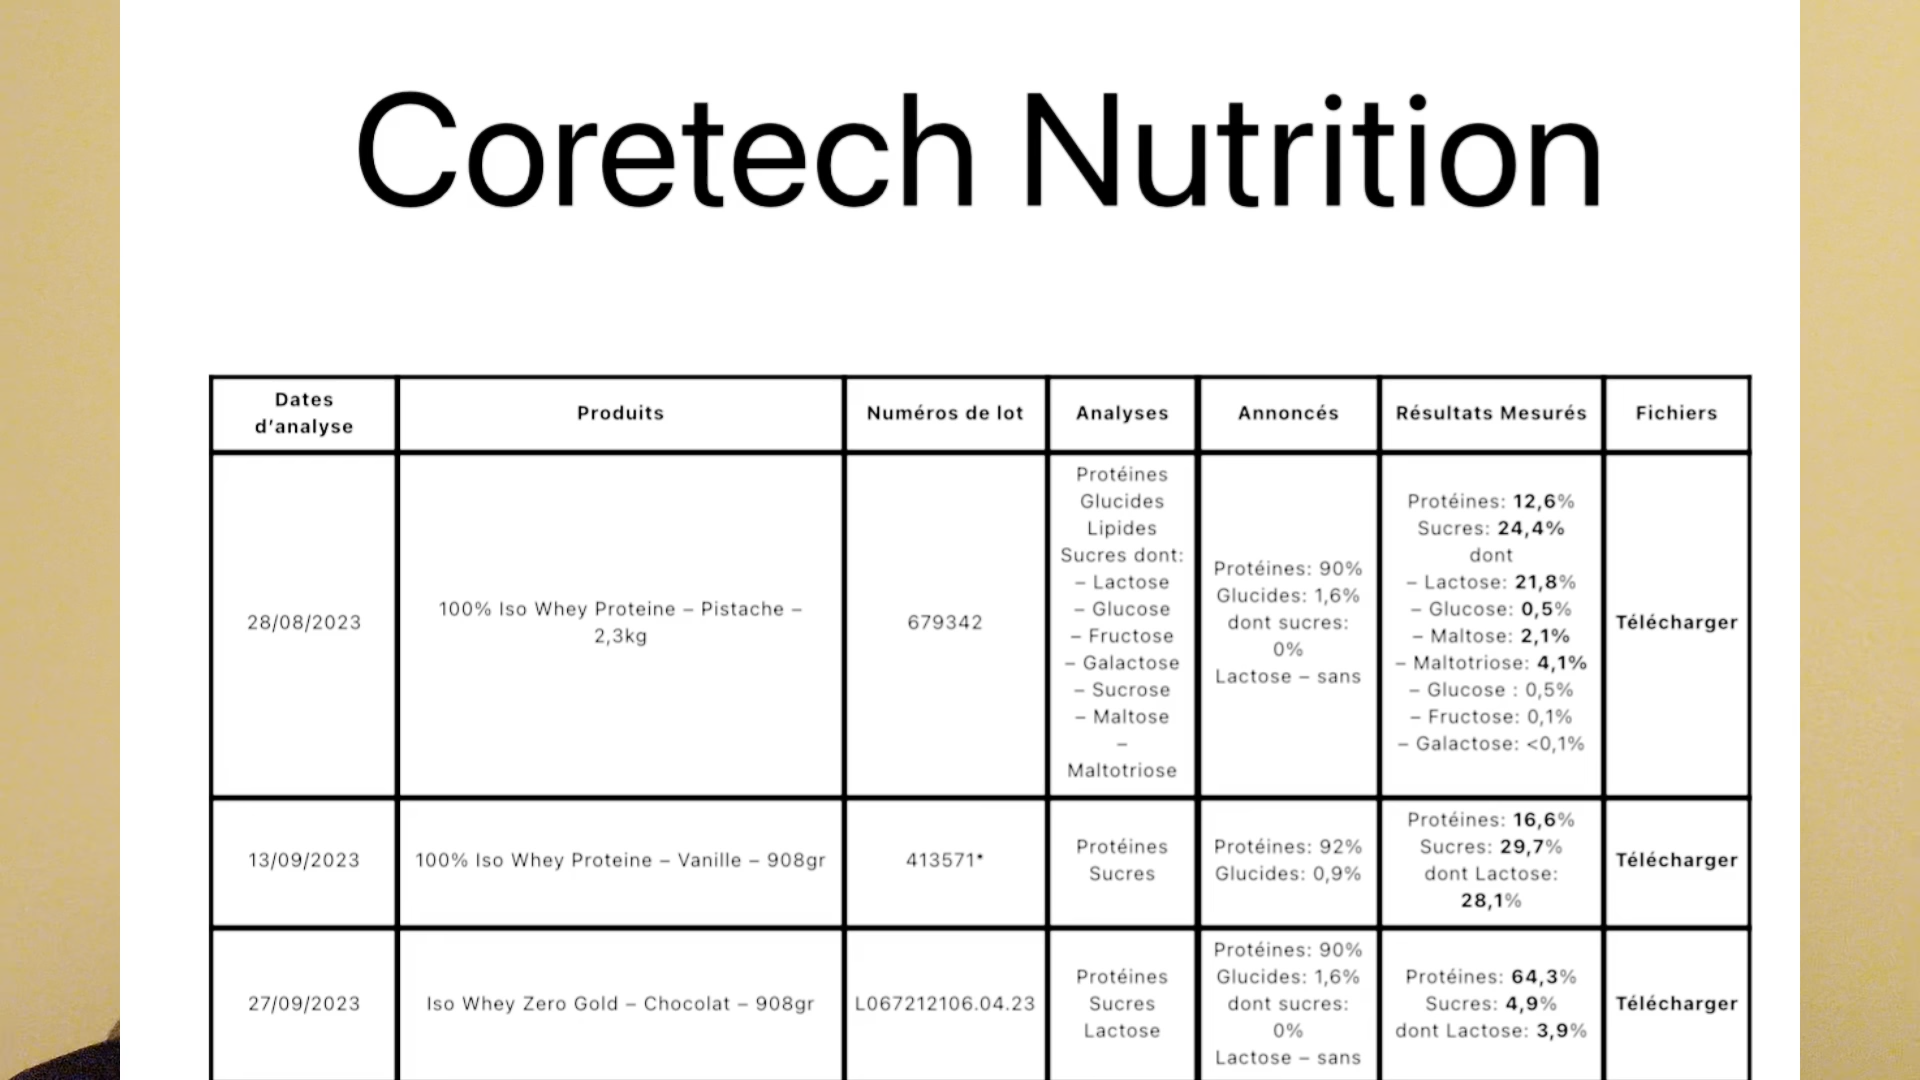 Coretech Nutrition
Dates
d’analyse
Produits
Numéros de lot
Analyses
Annoncés
Résultats Mesurés
Fichiers
28/08/2023
100% Iso Whey Proteine – Pistache –
2,3kg
679342
Protéines
Glucides
Lipides
Sucres dont:
– Lactose
– Glucose
– Fructose
– Galactose
– Sucrose
– Maltose
–
Maltotriose
Protéines: 90%
Glucides: 1,6%
dont sucres:
0%
Lactose – sans
Protéines: 12,6%
Sucres: 24,4%
dont
– Lactose: 21,8%
– Glucose: 0,5%
– Maltose: 2,1%
– Maltotriose: 4,1%
– Glucose : 0,5%
– Fructose: 0,1%
– Galactose: <0,1%
Télécharger
13/09/2023
100% Iso Whey Proteine – Vanille – 908gr
413571*
Protéines
Sucres
Protéines: 92%
Glucides: 0,9%
Protéines: 16,6%
Sucres: 29,7%
dont Lactose:
28,1%
Télécharger
27/09/2023
Iso Whey Zero Gold – Chocolat – 908gr
L067212106.04.23
Protéines
Sucres
Lactose
Protéines: 90%
Glucides: 1,6%
dont sucres:
0%
Lactose – sans
Protéines: 64,3%
Sucres: 4,9%
dont Lactose: 3,9%
Télécharger